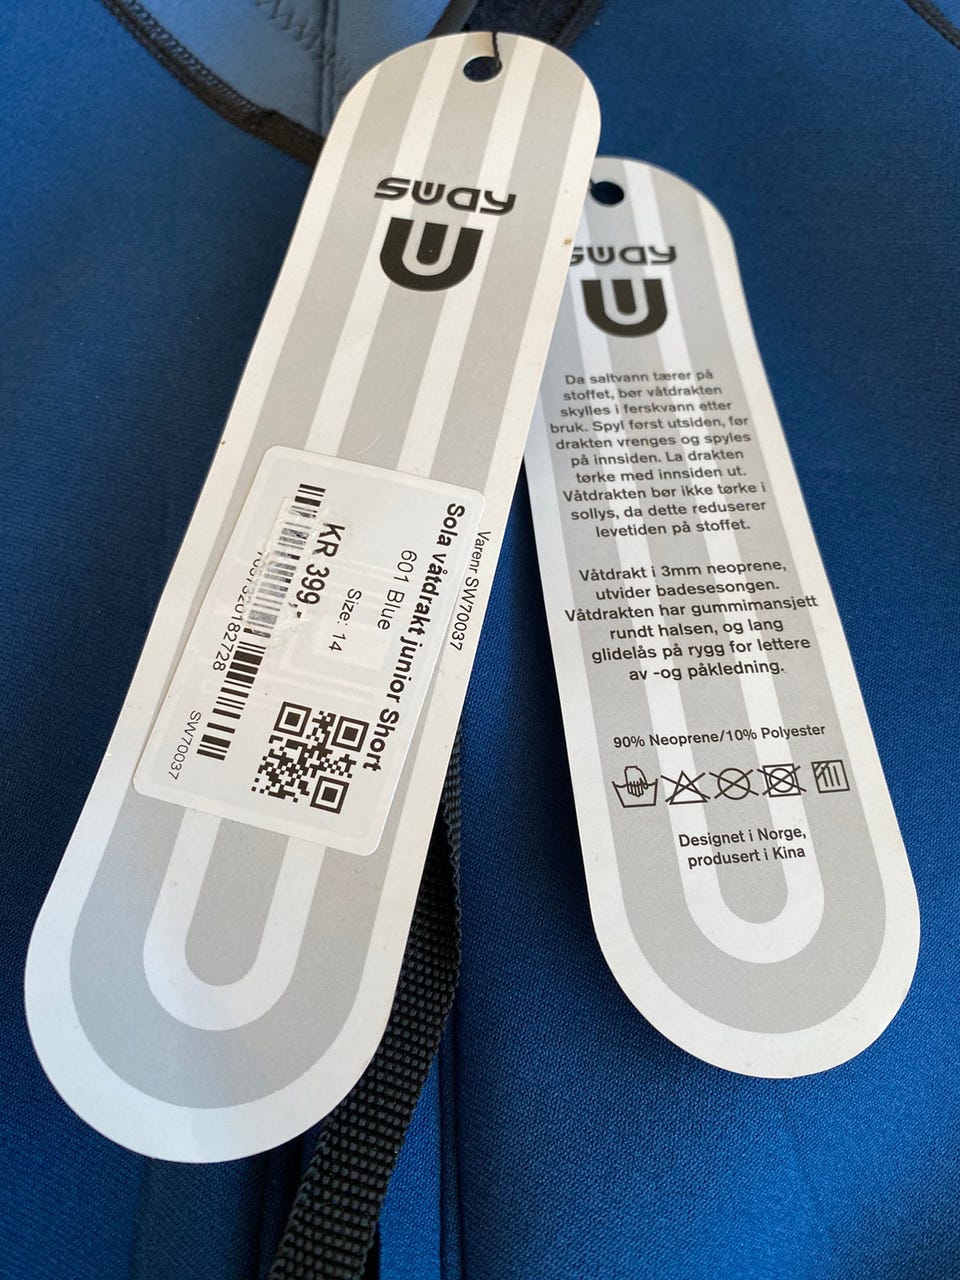 sway
Varenr SW70037
Sola våtdrakt junior Short
601 Blue
Size: 14
KR 399,-
SW70037
sway
Da saltvann tærer på
stoffet, bør våtdrakten
skylles i ferskvann etter
bruk. Spyl først utsiden, før
drakten vrenges og spyles
på innsiden. La drakten
tørke med innsiden ut.
Våtdrakten bør ikke tørke i
sollys, da dette reduserer
levetiden på stoffet.
Våtdrakt i 3mm neoprene,
utvider badesesongen.
Våtdrakten har gummimansjett
rundt halsen, og lang
glidelås på rygg for lettere
av -og påkledning.
90% Neoprene/10% Polyester
Designet i Norge,
produsert i Kina